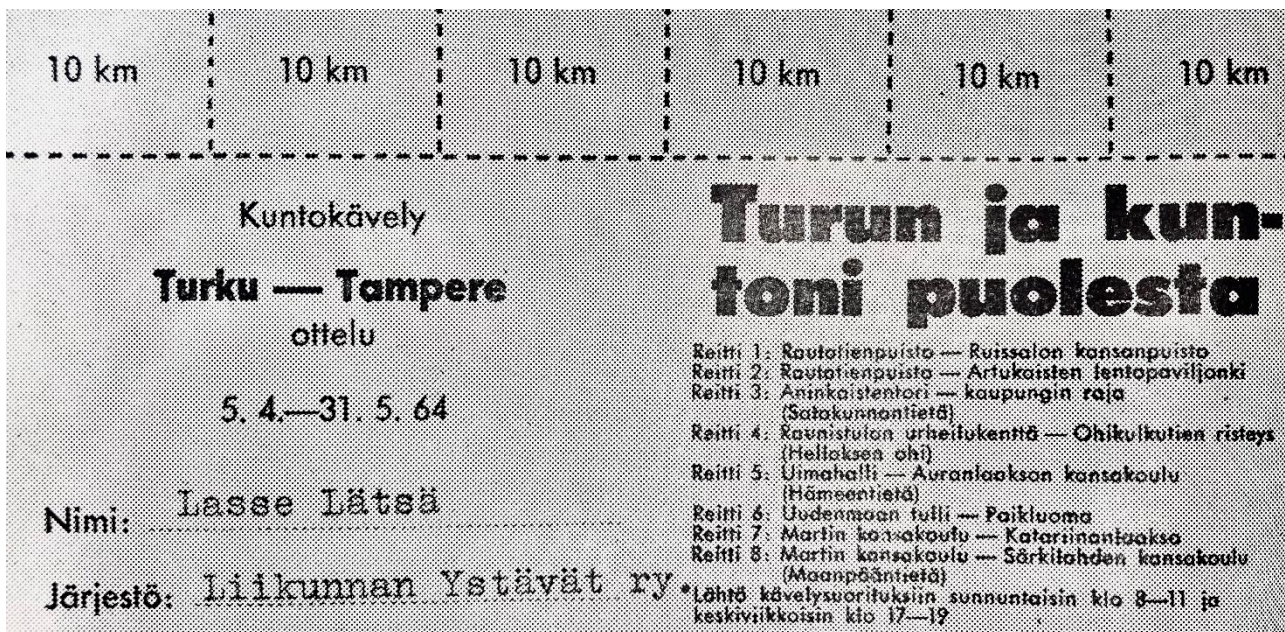 10 km 10 km 10 km 10 km 10 km 10 km
Kuntokävely
Turku — Tampere
ottelu
5. 4.—31. 5. 64
Nimi: Lasse Lätsä
Järjestö: Liikunnan Ystävät ry.
Turun ja kun-
toni puolesta
Reitti 1: Rautatienpuisto — Ruissalon kansanpuisto
Reitti 2: Rautatienpuisto — Artukaisten lentopaviljonki
Reitti 3: Aninkaistentori — kaupungin raja
(Satakunnantietä)
Reitti 4: Raunistulan urheilukenttä — Ohikulkutien risteys
(Hellaksen ohi)
Reitti 5: Uimahalli — Auranlaakson kansakoulu
(Hämeentietä)
Reitti 6: Uudenmaan tulli — Paikluoma
Reitti 7: Martin kansakoulu — Katariinanlaakso
Reitti 8: Martin kansakoulu — Särkilahden kansakoulu
(Maanpääntietä)
Lähtö kävelysuorituksiin sunnuntaisin klo 8—11 ja
keskiviikkoisin klo 17—19